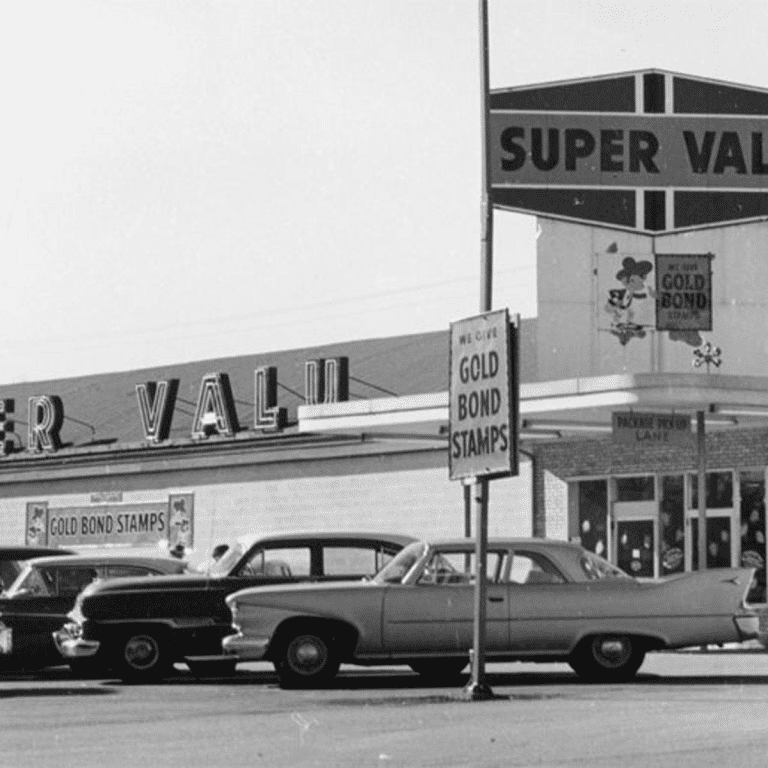 SUPER VAL
WE GIVE
GOLD
BOND
STAMPS
WE GIVE
GOLD
BOND
STAMPS
ER VALU
PACKAGE PICK-UP
LANE
GOLD BOND STAMPS